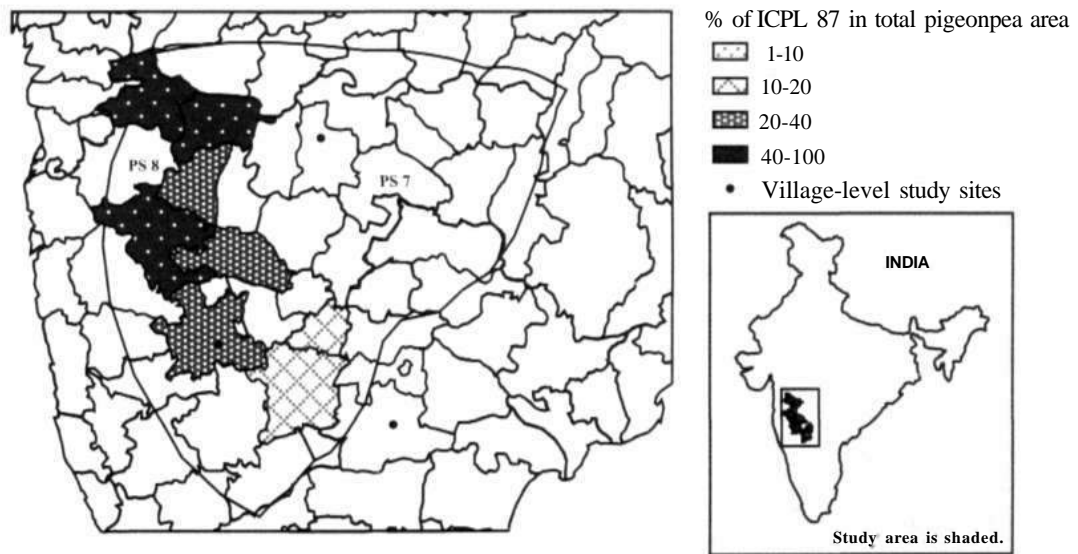 % of ICPL 87 in total pigeonpea area
1-10
10-20
20-40
40-100
Village-level study sites
PS 8
PS 7
INDIA
Study area is shaded.